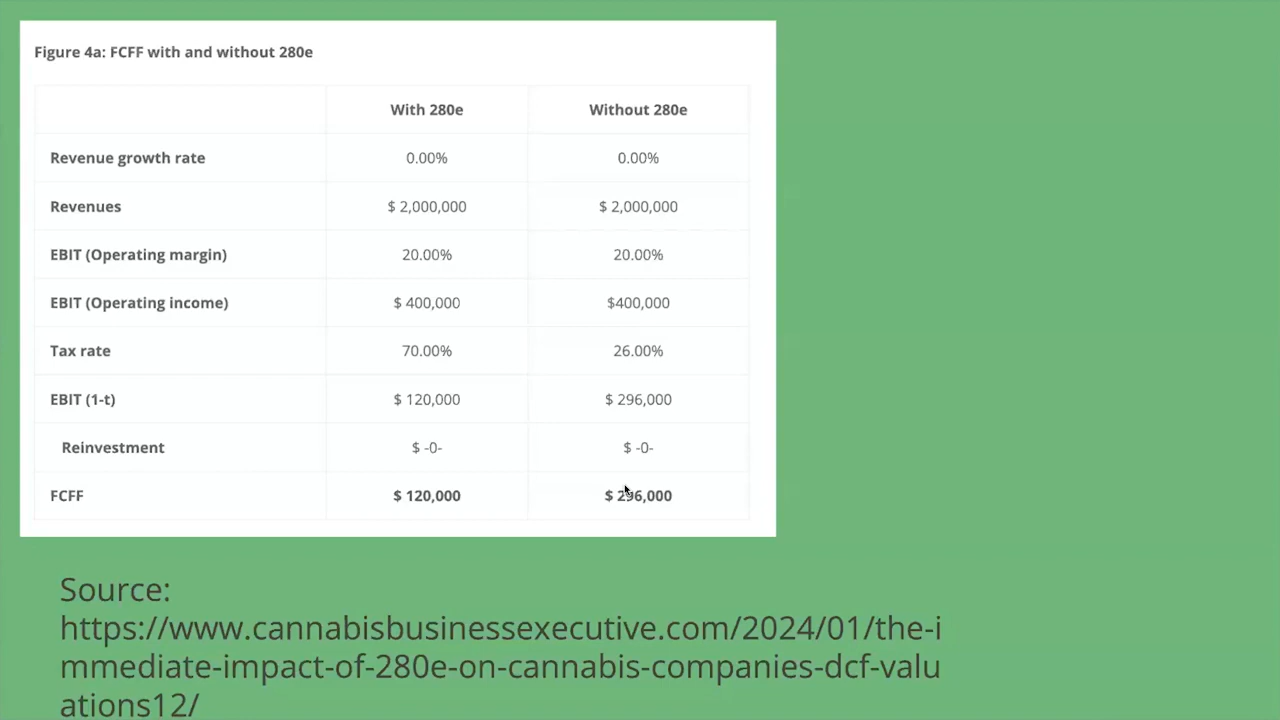 Figure 4a: FCFF with and without 280e
With 280e Without 280e
Revenue growth rate 0.00% 0.00%
Revenues $ 2,000,000 $ 2,000,000
EBIT (Operating margin) 20.00% 20.00%
EBIT (Operating income) $ 400,000 $400,000
Tax rate 70.00% 26.00%
EBIT (1-t) $ 120,000 $ 296,000
Reinvestment $ -0- $ -0-
FCFF $ 120,000 $ 296,000
Source:
https://www.cannabisbusinessexecutive.com/2024/01/the-i
mmediate-impact-of-280e-on-cannabis-companies-dcf-valu
ations12/